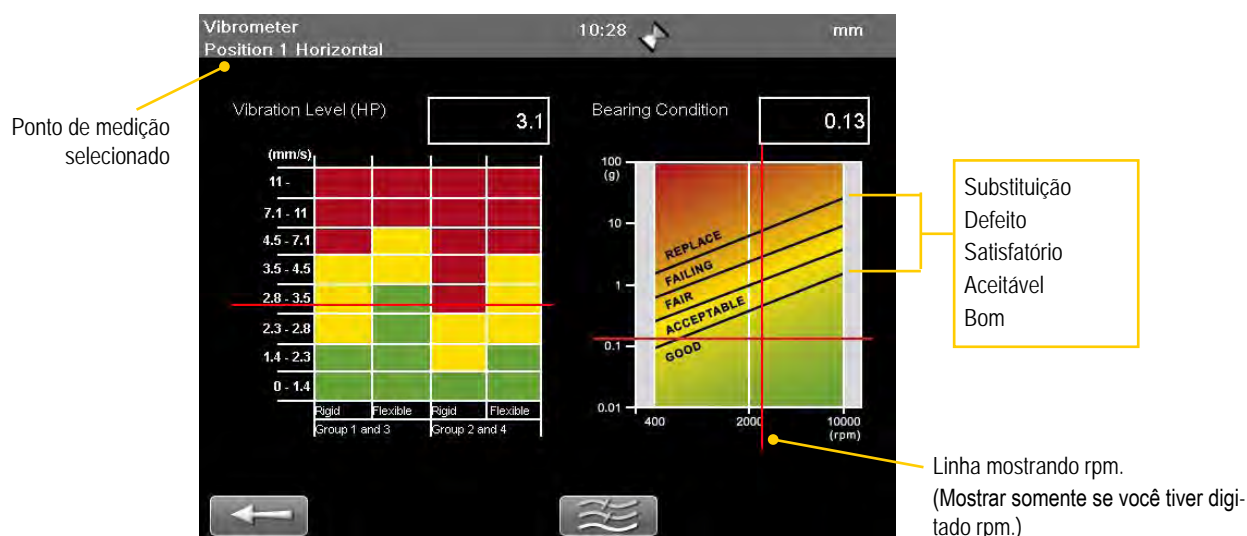 Vibrometer
10:28
mm
Position 1 Horizontal
Ponto de medição
selecionado
Vibration Level (HP)
3.1
(mm/s)
11 -
7.1 - 11
4.5 - 7.1
3.5 - 4.5
2.8 - 3.5
2.3 - 2.8
1.4 - 2.3
0 - 1.4
Rigid
Flexible
Rigid
Flexible
Group 1 and 3
Group 2 and 4
Bearing Condition
0.13
100
(g)
10
1
0.1
0.01
REPLACE
FAILING
FAIR
ACCEPTABLE
GOOD
400
2000
10000
(rpm)
Substituição
Defeito
Satisfatório
Aceitável
Bom
Linha mostrando rpm.
(Mostrar somente se você tiver digi-
tado rpm.)